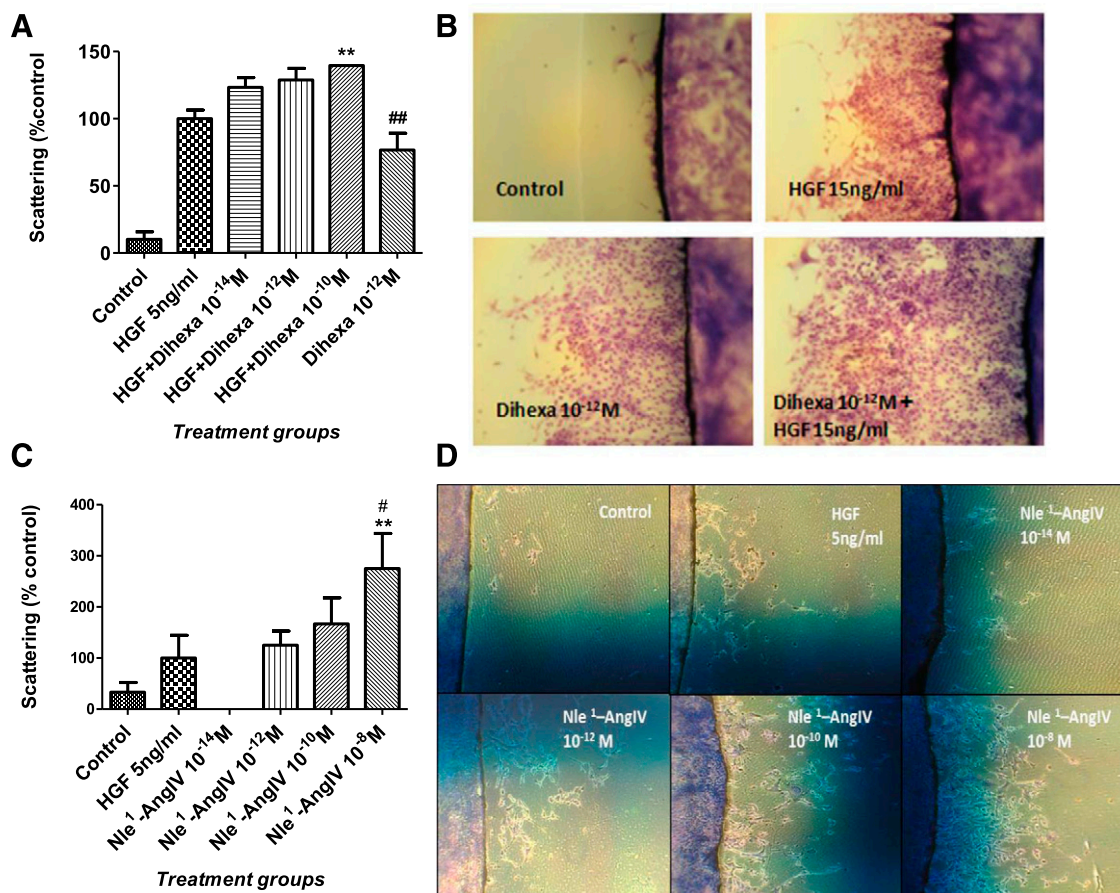 A
Scattering (%control)
150
100
50
0
**
##
Control
HGF 5ng/ml
HGF+Dihexa 10⁻¹⁴M
HGF+Dihexa 10⁻¹²M
HGF+Dihexa 10⁻¹⁰M
Dihexa 10⁻¹²M
Treatment groups
B
Control
HGF 15ng/ml
Dihexa 10⁻¹²M
Dihexa 10⁻¹²M +
HGF 15ng/ml
C
Scattering (% control)
400
300
200
100
0
#
**
Control
HGF 5ng/ml
Nle¹-AngIV 10⁻¹⁴M
Nle¹-AngIV 10⁻¹²M
Nle¹-AngIV 10⁻¹⁰M
Nle¹-AngIV 10⁻⁸M
Treatment groups
D
Control
HGF
5ng/ml
Nle ¹–AngIV
10⁻¹⁴ M
Nle ¹–AngIV
10⁻¹² M
Nle ¹–AngIV
10⁻¹⁰ M
Nle ¹–AngIV
10⁻⁸ M